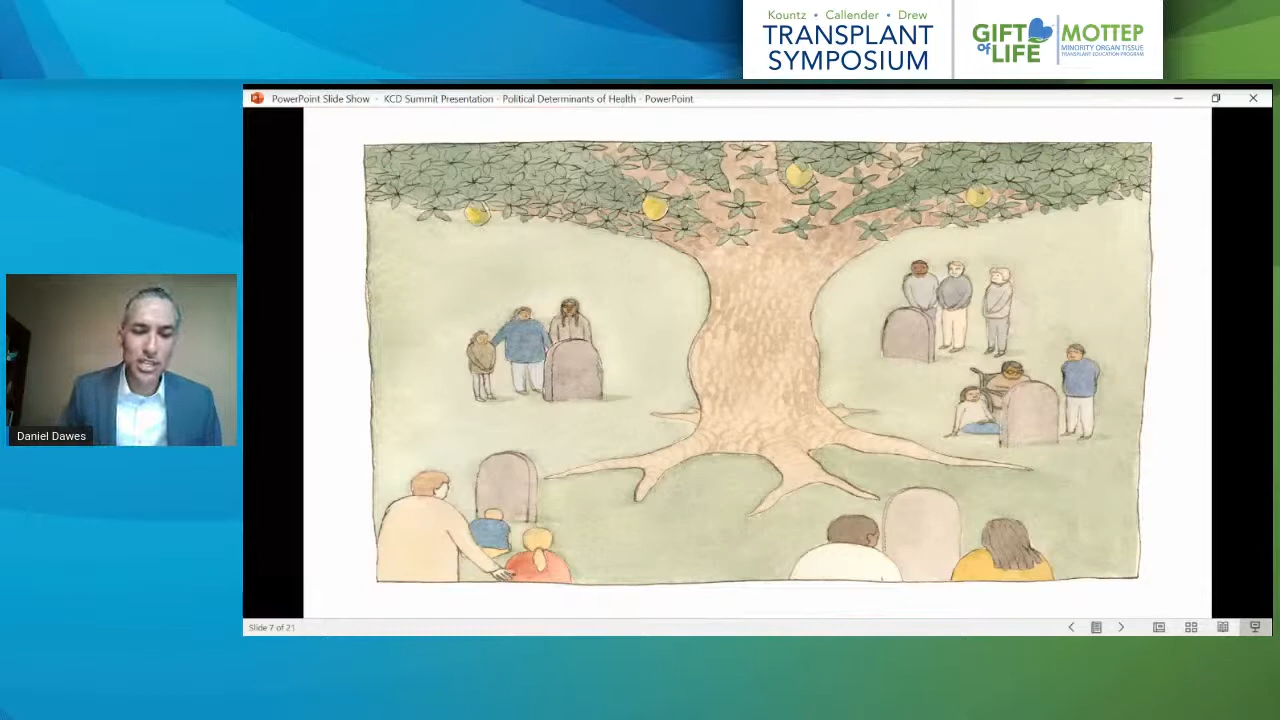 Kountz • Callender • Drew
TRANSPLANT
SYMPOSIUM
GIFT
of
LIFE
MOTTEP
MINORITY ORGAN TISSUE
TRANSPLANT EDUCATION PROGRAM
PowerPoint Slide Show - KCD Summit Presentation - Political Determinants of Health - PowerPoint
Daniel Dawes
Slide 7 of 21